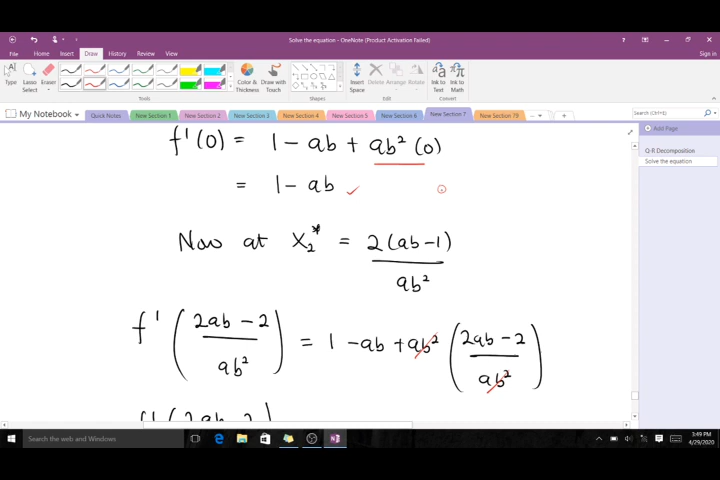 Solve the equation - OneNote (Product Activation Failed)
File Home Insert Draw History Review View Sign in
Type Lasso Select Eraser Color & Thickness Draw with Touch Insert Space Delete Arrange Rotate Ink to Text Ink to Math
Tools Shapes Edit Convert
My Notebook Quick Notes New Section 1 New Section 2 New Section 3 New Section 4 New Section 5 New Section 6 New Section 7 New Section 79 Search (Ctrl+E)
Add Page
Q-R Decomposition
Solve the equation
f'(0) = 1 - ab + ab² (0)
= 1 - ab ✓
Now at X₂* = 2(ab-1) / ab²
f' ( (2ab - 2) / ab² ) = 1 - ab + ab² ( (2ab - 2) / ab² )
Search the web and Windows
3:49 PM
4/29/2020